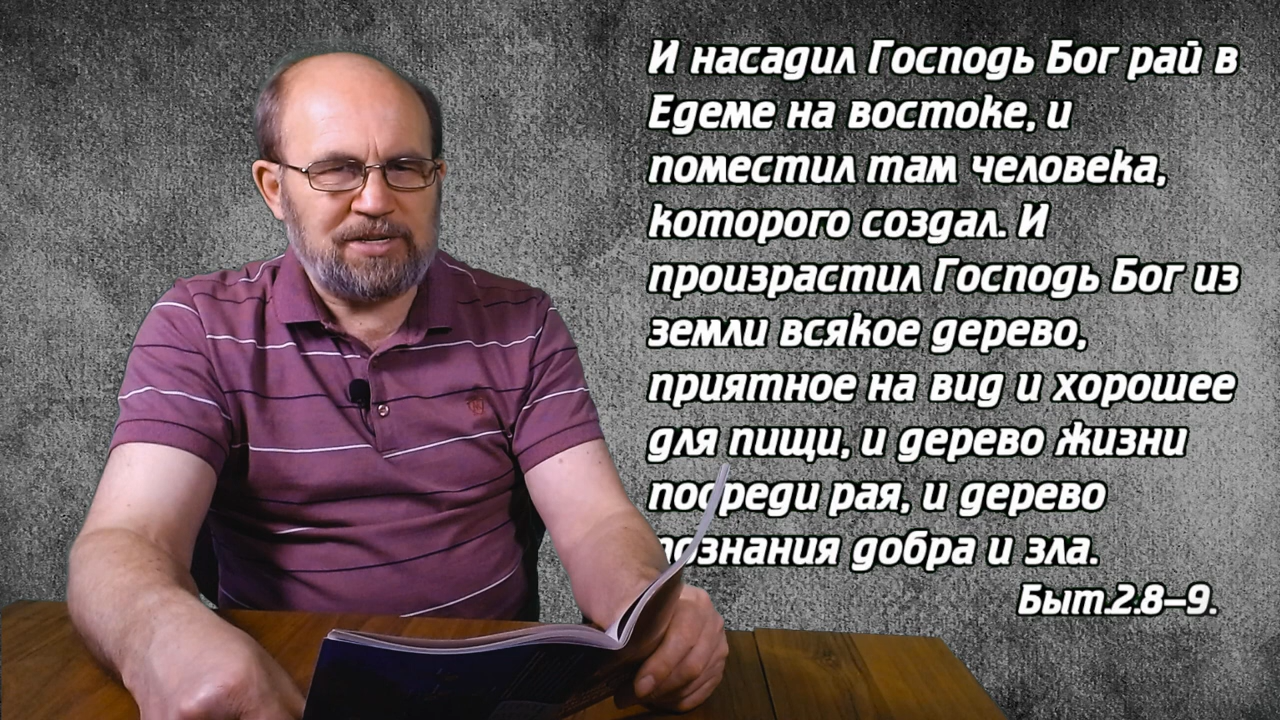 И насадил Господь Бог рай в
Едеме на востоке, и
поместил там человека,
которого создал. И
произрастил Господь Бог из
земли всякое дерево,
приятное на вид и хорошее
для пищи, и дерево жизни
посреди рая, и дерево
познания добра и зла.
Быт.2.8–9.